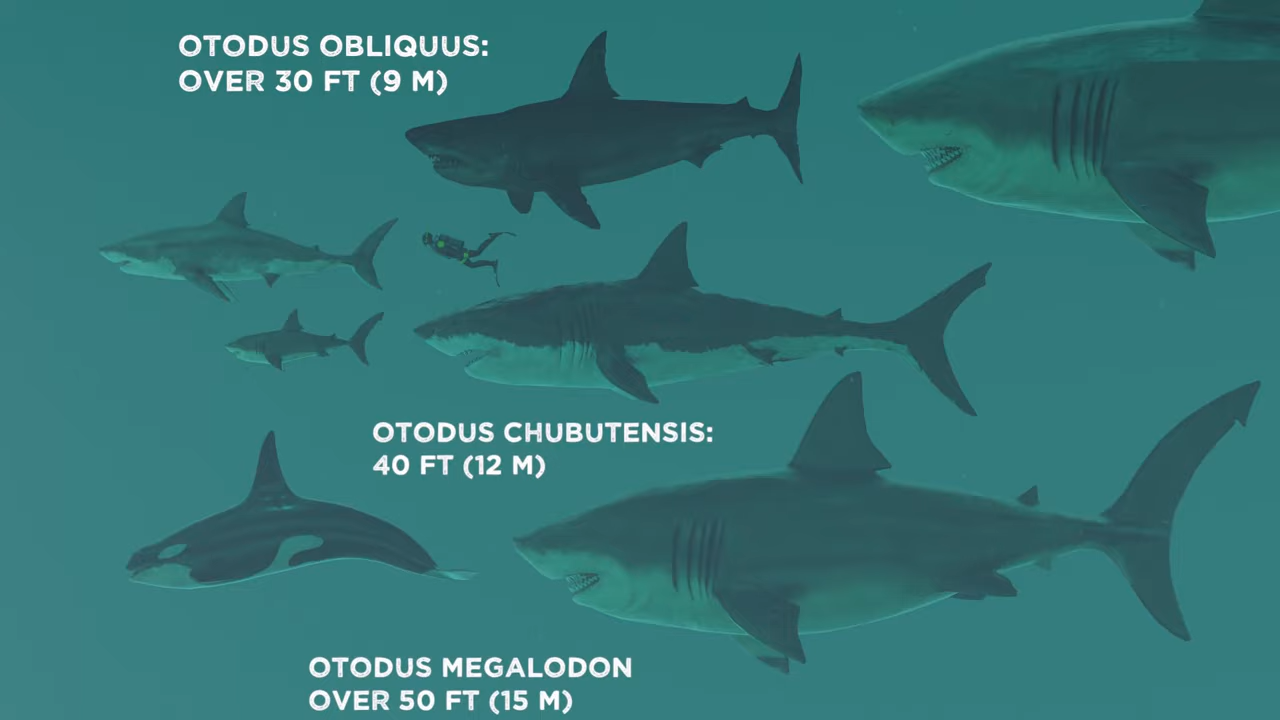 OTODUS OBLIQUUS:
OVER 30 FT (9 M)
OTODUS CHUBUTENSIS:
40 FT (12 M)
OTODUS MEGALODON
OVER 50 FT (15 M)